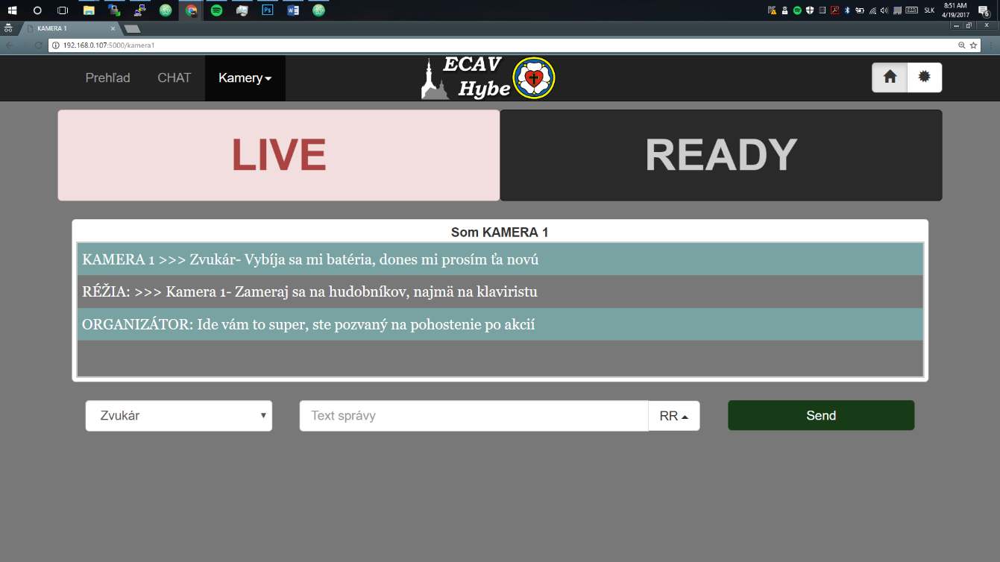 8:51 AM
SLK
4/19/2017
6
KAMERA 1
192.168.0.107:5000/kamera1
Prehľad CHAT Kamery
ECAV
Hybe
LIVE READY
Som KAMERA 1
KAMERA 1 >>> Zvukár- Vybíja sa mi batéria, dones mi prosím ťa novú
RÉŽIA: >>> Kamera 1- Zameraj sa na hudobníkov, najmä na klaviristu
ORGANIZÁTOR: Ide vám to super, ste pozvaný na pohostenie po akcií
Zvukár Text správy RR Send